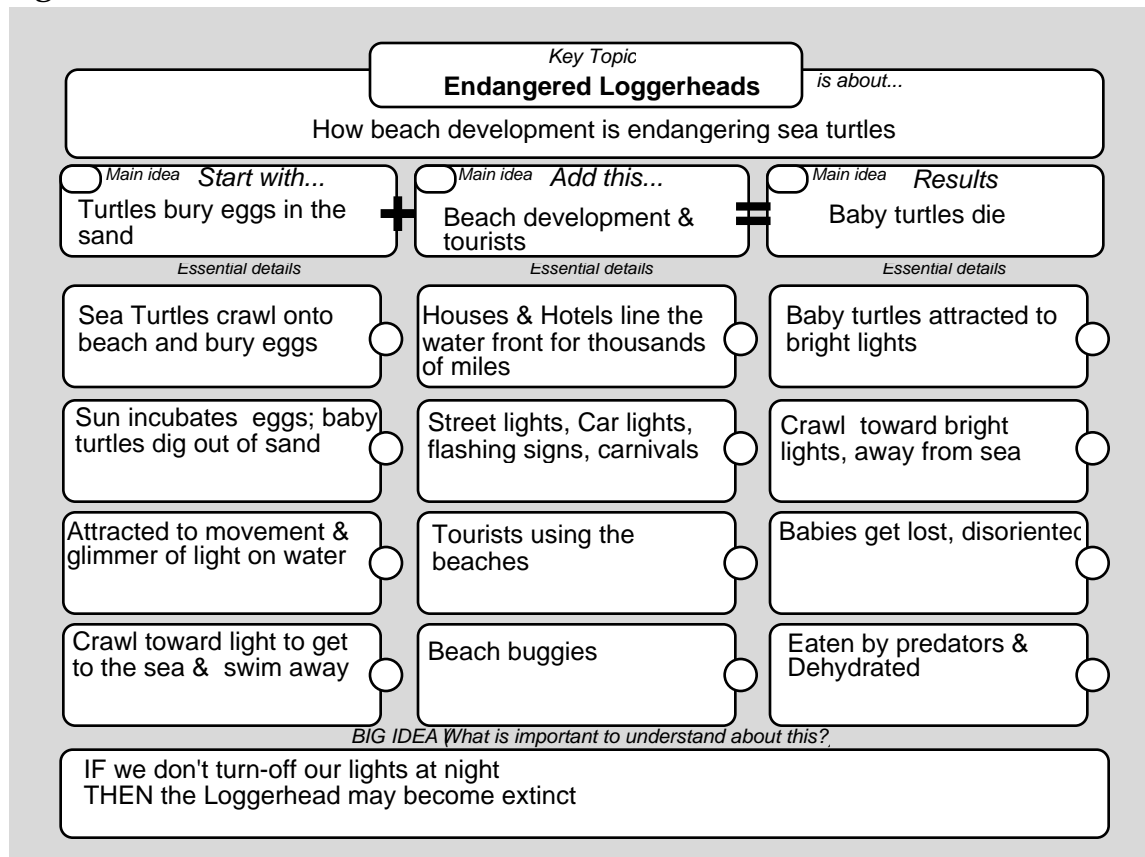 Key Topic
Endangered Loggerheads
is about...
How beach development is endangering sea turtles
Main idea Start with...
Turtles bury eggs in the
sand
+
Main idea Add this...
Beach development &
tourists
=
Main idea Results
Baby turtles die
Essential details
Sea Turtles crawl onto
beach and bury eggs
Sun incubates eggs; baby
turtles dig out of sand
Attracted to movement &
glimmer of light on water
Crawl toward light to get
to the sea & swim away
Essential details
Houses & Hotels line the
water front for thousands
of miles
Street lights, Car lights,
flashing signs, carnivals
Tourists using the
beaches
Beach buggies
Essential details
Baby turtles attracted to
bright lights
Crawl toward bright
lights, away from sea
Babies get lost, disoriented
Eaten by predators &
Dehydrated
BIG IDEA (What is important to understand about this?)
IF we don't turn-off our lights at night
THEN the Loggerhead may become extinct